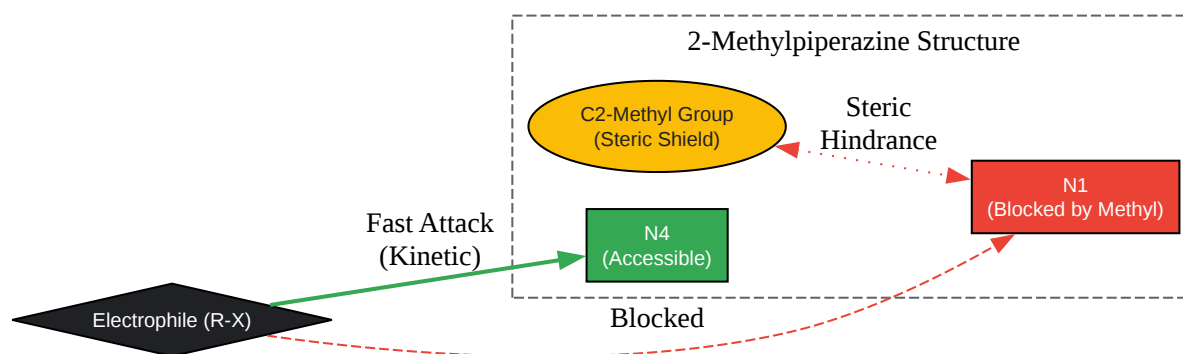 2-Methylpiperazine Structure
C2-Methyl Group
(Steric Shield)
Steric
Hindrance
N1
(Blocked by Methyl)
Fast Attack
(Kinetic)
N4
(Accessible)
Electrophile (R-X)
Blocked